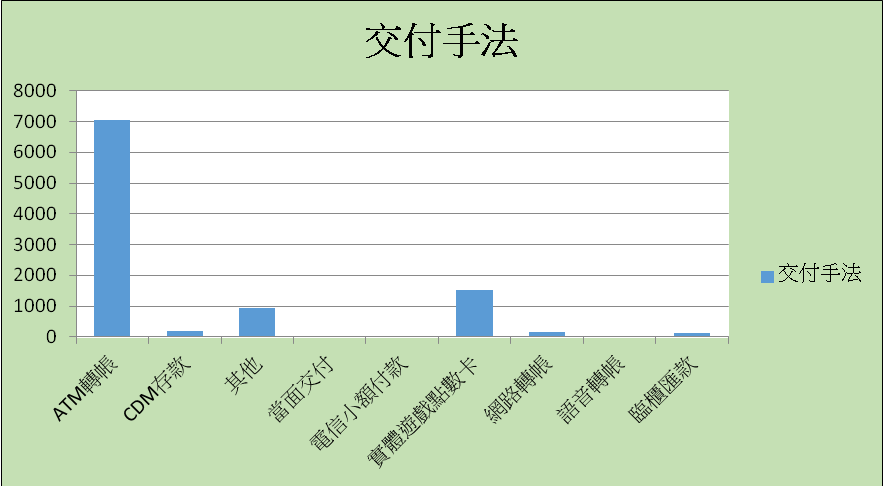 交付手法
8000
7000
6000
5000
4000
3000
2000
1000
0
ATM轉帳
CDM存款
其他
當面交付
電信小額付款
實體遊戲點數卡
網路轉帳
語音轉帳
臨櫃匯款
交付手法